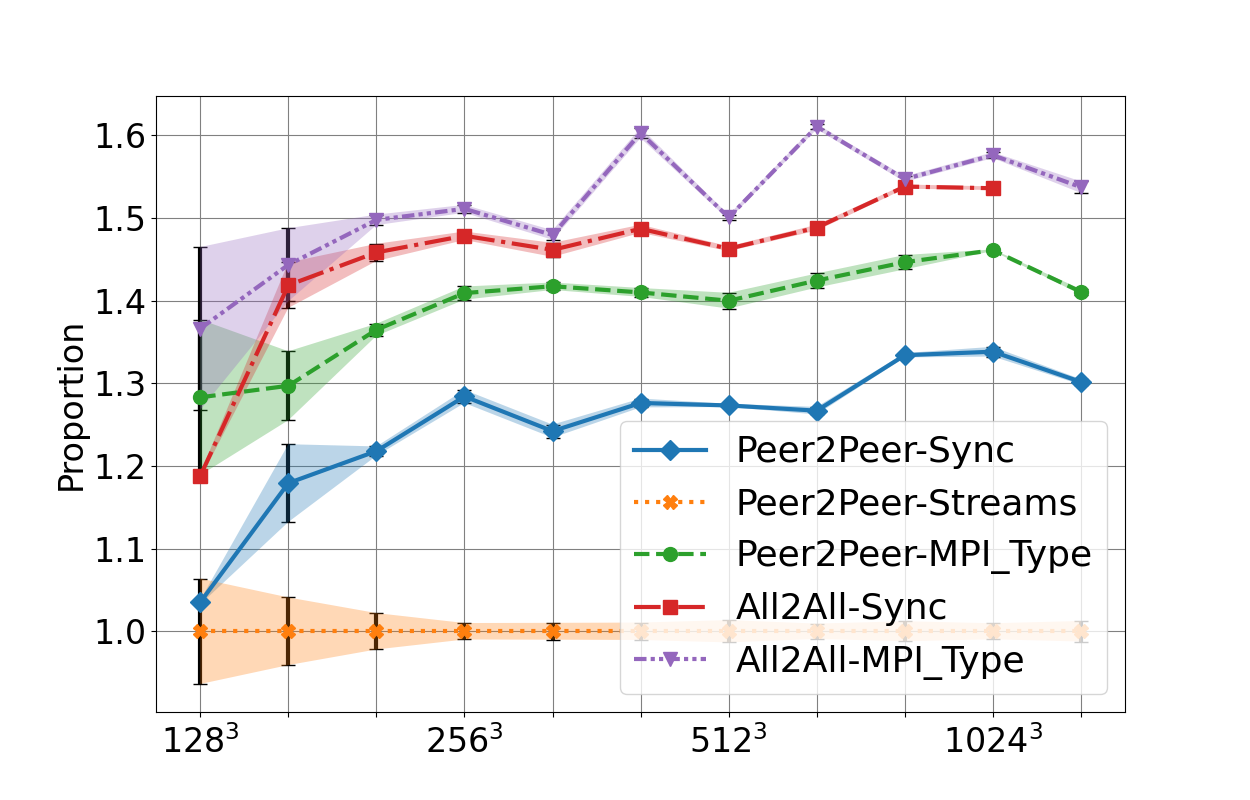 Proportion
1.6
1.5
1.4
1.3
1.2
1.1
1.0
128³
256³
512³
1024³
Peer2Peer-Sync
Peer2Peer-Streams
Peer2Peer-MPI_Type
All2All-Sync
All2All-MPI_Type